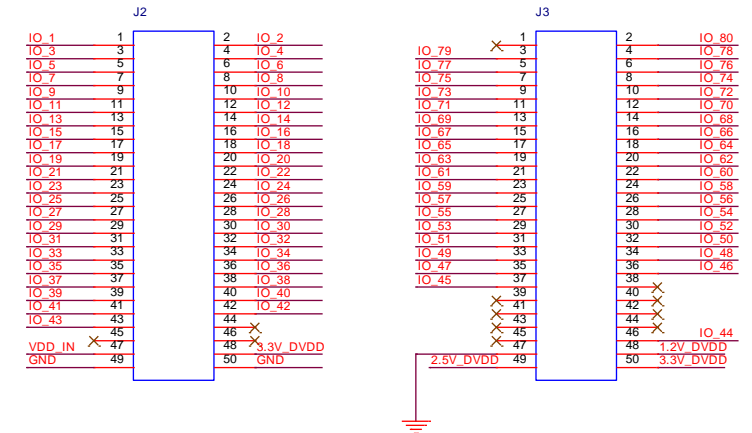 J2
IO_1 1 2 IO_2
IO_3 3 4 IO_4
IO_5 5 6 IO_6
IO_7 7 8 IO_8
IO_9 9 10 IO_10
IO_11 11 12 IO_12
IO_13 13 14 IO_14
IO_15 15 16 IO_16
IO_17 17 18 IO_18
IO_19 19 20 IO_20
IO_21 21 22 IO_22
IO_23 23 24 IO_24
IO_25 25 26 IO_26
IO_27 27 28 IO_28
IO_29 29 30 IO_30
IO_31 31 32 IO_32
IO_33 33 34 IO_34
IO_35 35 36 IO_36
IO_37 37 38 IO_38
IO_39 39 40 IO_40
IO_41 41 42 IO_42
IO_43 43 44
45 46
VDD_IN 47 48 3.3V_DVDD
GND 49 50 GND
J3
1 2 IO_80
IO_79 3 4 IO_78
IO_77 5 6 IO_76
IO_75 7 8 IO_74
IO_73 9 10 IO_72
IO_71 11 12 IO_70
IO_69 13 14 IO_68
IO_67 15 16 IO_66
IO_65 17 18 IO_64
IO_63 19 20 IO_62
IO_61 21 22 IO_60
IO_59 23 24 IO_58
IO_57 25 26 IO_56
IO_55 27 28 IO_54
IO_53 29 30 IO_52
IO_51 31 32 IO_50
IO_49 33 34 IO_48
IO_47 35 36 IO_46
IO_45 37 38
39 40
41 42
43 44
45 46 IO_44
47 48 1.2V_DVDD
2.5V_DVDD 49 50 3.3V_DVDD